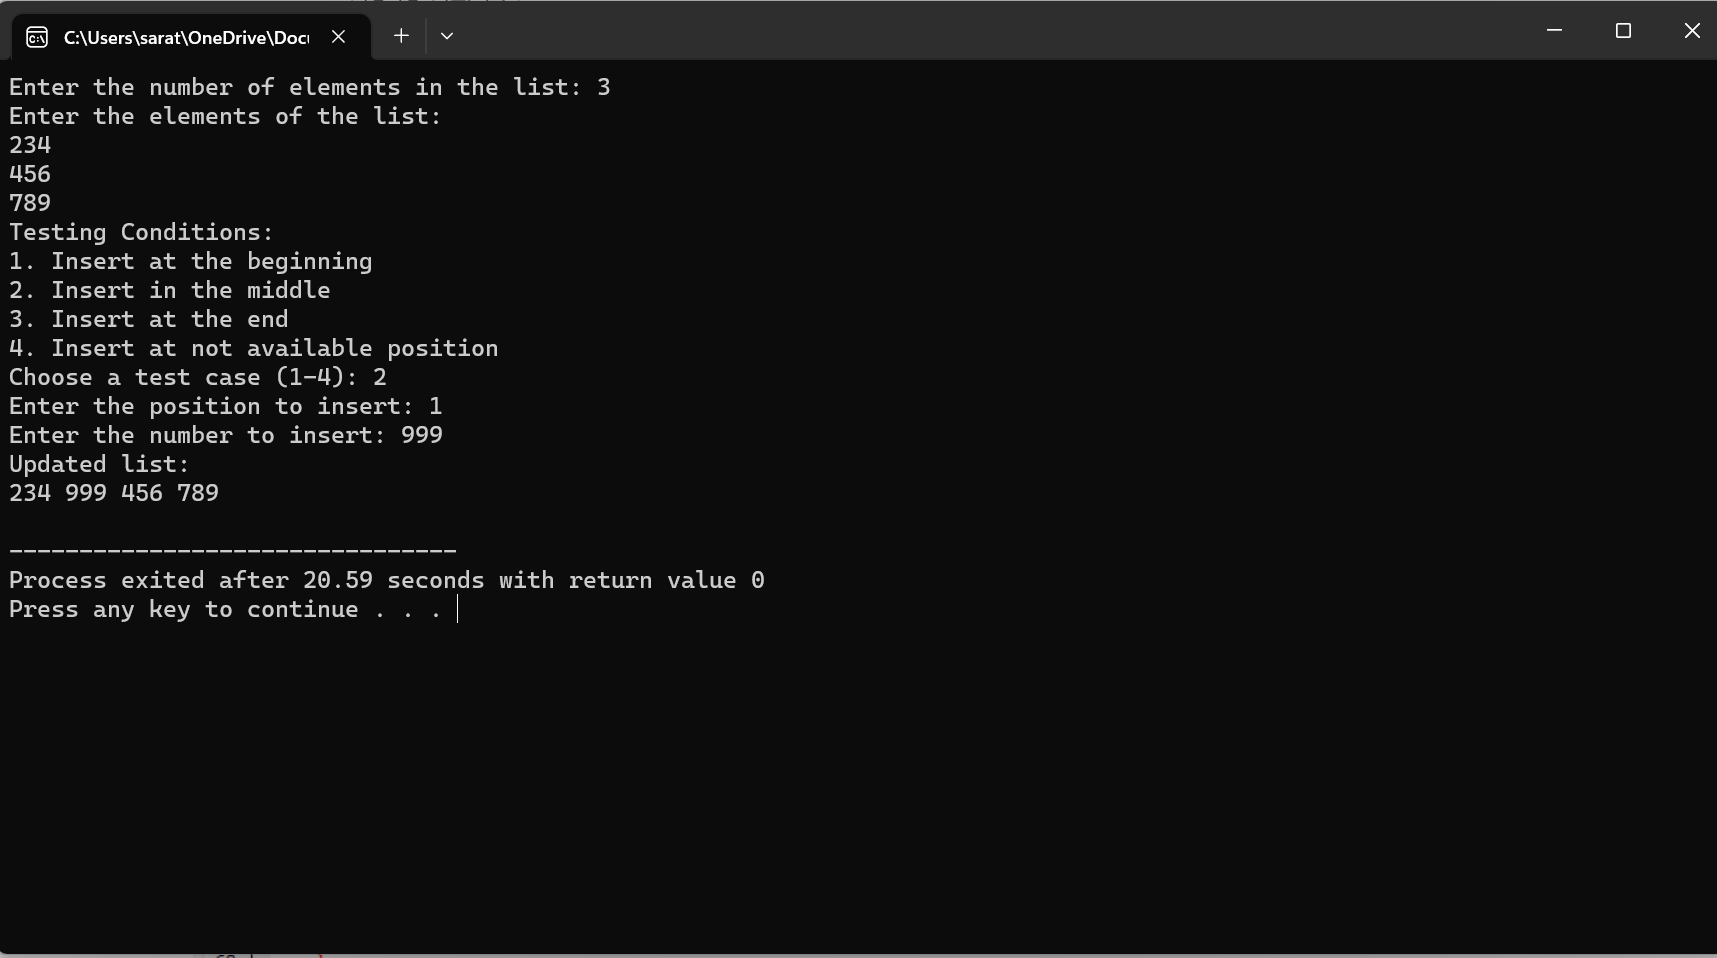 C:\Users\sarat\OneDrive\Docu
Enter the number of elements in the list: 3
Enter the elements of the list:
234
456
789
Testing Conditions:
1. Insert at the beginning
2. Insert in the middle
3. Insert at the end
4. Insert at not available position
Choose a test case (1-4): 2
Enter the position to insert: 1
Enter the number to insert: 999
Updated list:
234 999 456 789
--------------------------------
Process exited after 20.59 seconds with return value 0
Press any key to continue . . .